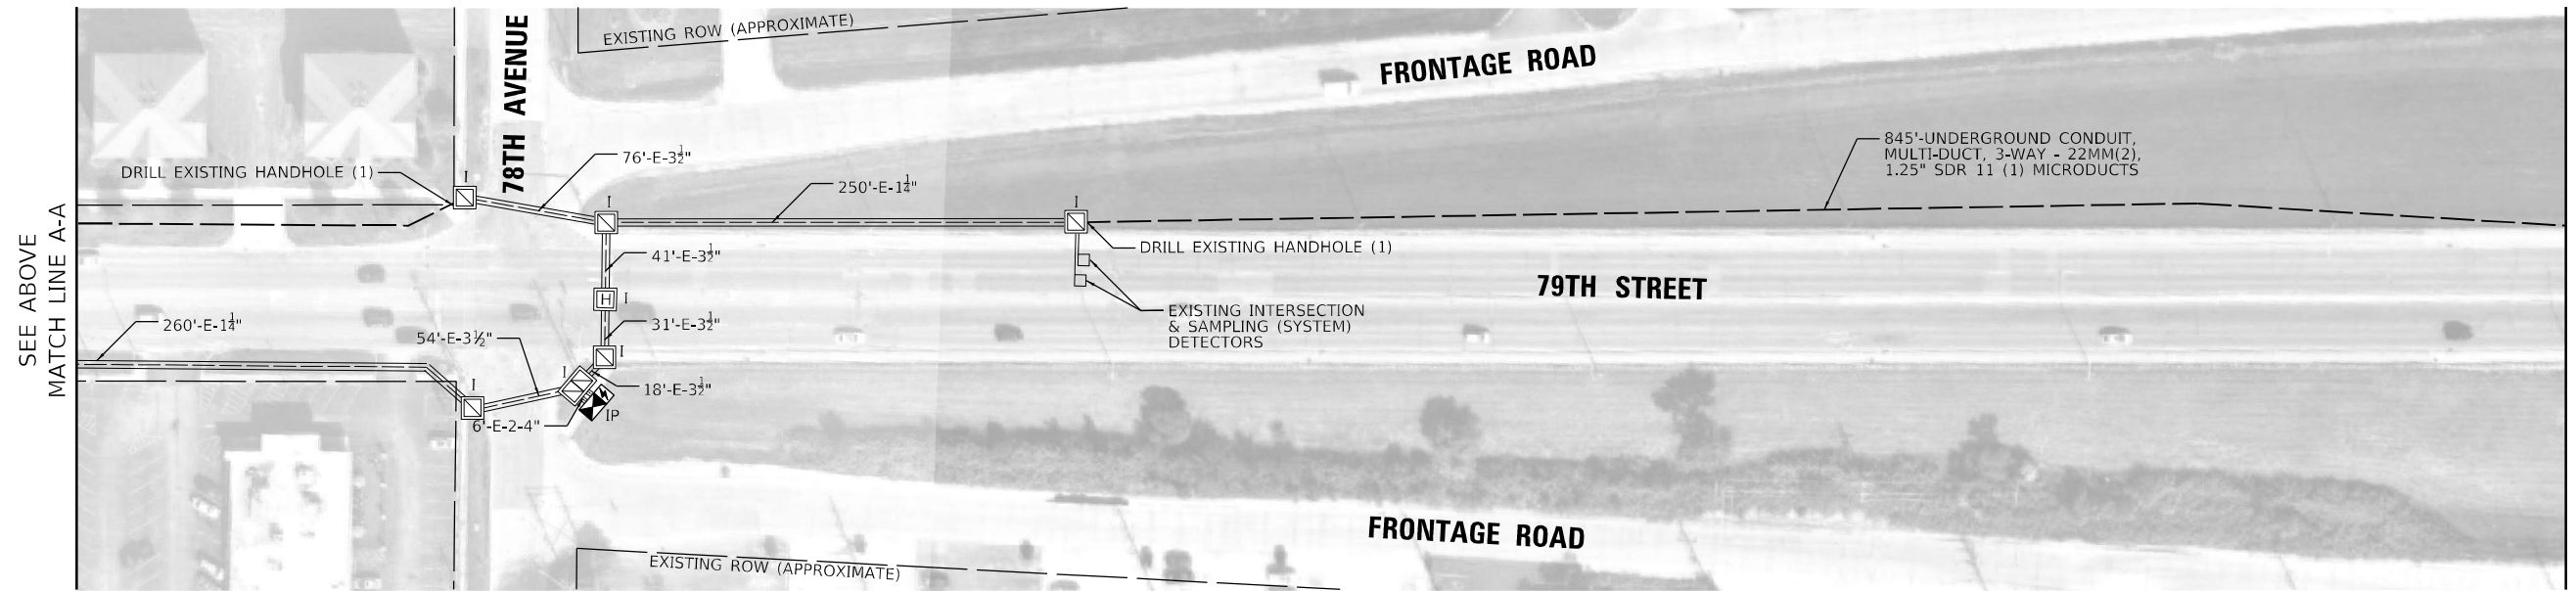 EXISTING ROW (APPROXIMATE)
78TH AVENUE
FRONTAGE ROAD
845'-UNDERGROUND CONDUIT,
MULTI-DUCT, 3-WAY - 22MM(2),
1.25" SDR 11 (1) MICRODUCTS
76'-E-3½"
DRILL EXISTING HANDHOLE (1)
I
250'-E-1¼"
I
I
SEE ABOVE
MATCH LINE A-A
DRILL EXISTING HANDHOLE (1)
41'-E-3½"
79TH STREET
H I
EXISTING INTERSECTION
& SAMPLING (SYSTEM)
DETECTORS
260'-E-1¼"
31'-E-3½"
54'-E-3½"
I
I
I
18'-E-3½"
IP
6'-E-2-4"
FRONTAGE ROAD
EXISTING ROW (APPROXIMATE)